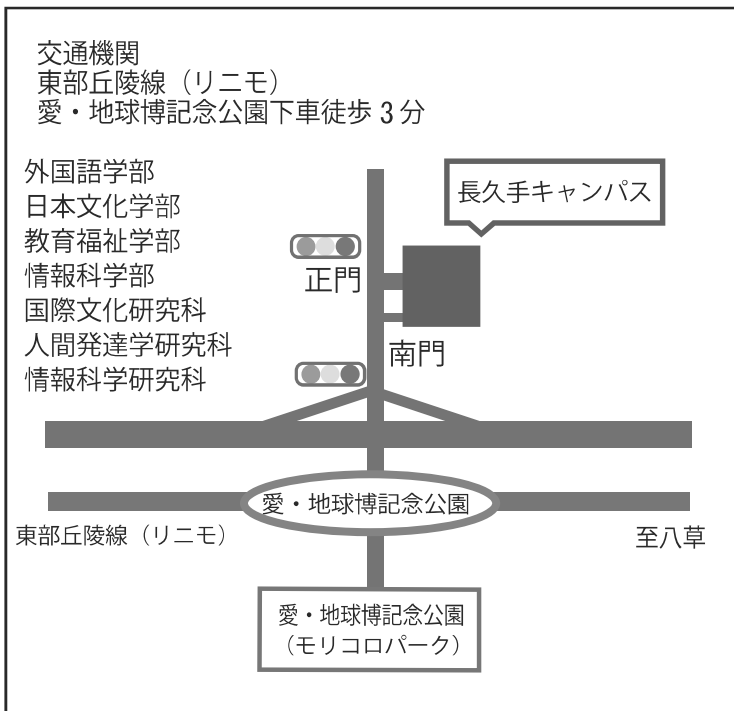 交通機関
東部丘陵線（リニモ）
愛・地球博記念公園下車徒歩 3 分
外国語学部
日本文化学部
教育福祉学部
情報科学部
国際文化研究科
人間発達学研究科
情報科学研究科
長久手キャンパス
正門
南門
愛・地球博記念公園
東部丘陵線（リニモ）
至八草
愛・地球博記念公園
（モリコロパーク）